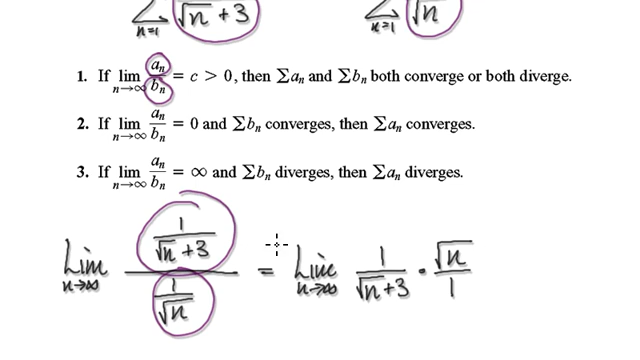 ∑ n=1 √n + 3 ∑ n=1 √n
1. If lim n→∞ aₙ/bₙ = c > 0, then ∑aₙ and ∑bₙ both converge or both diverge.
2. If lim n→∞ aₙ/bₙ = 0 and ∑bₙ converges, then ∑aₙ converges.
3. If lim n→∞ aₙ/bₙ = ∞ and ∑bₙ diverges, then ∑aₙ diverges.
Lim n→∞ (1/(√n + 3))/(1/√n) = Lim n→∞ 1/(√n + 3) · √n/1